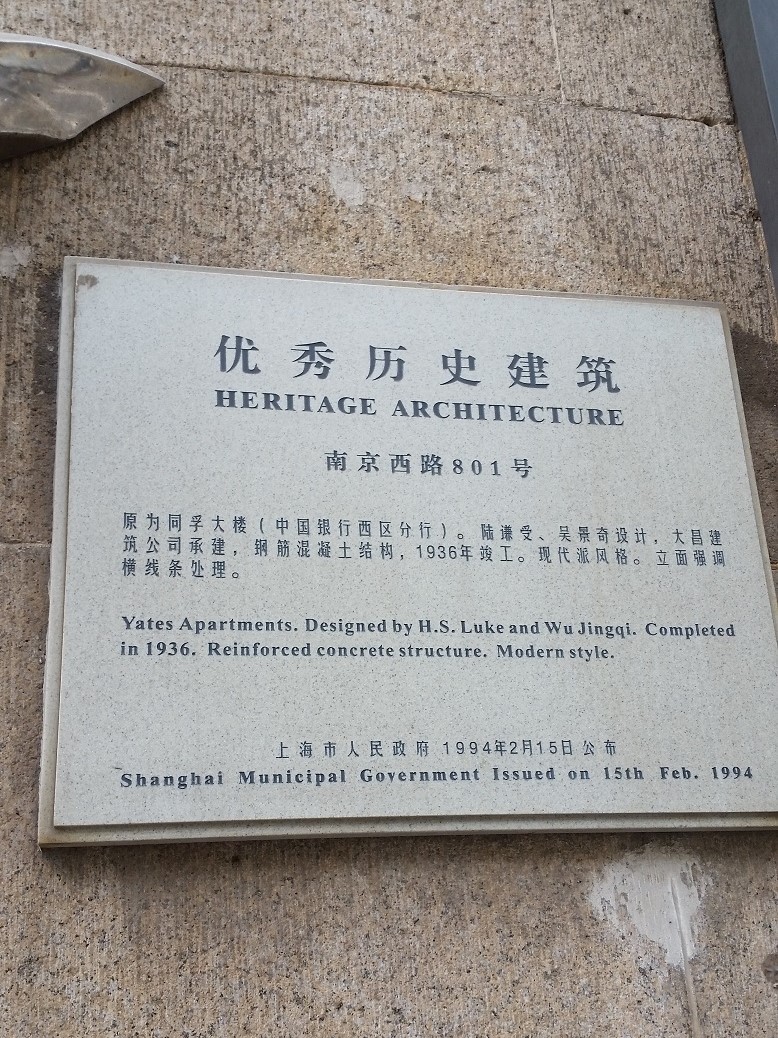 优秀历史建筑
HERITAGE ARCHITECTURE
南京西路801号
原为同孚大楼（中国银行西区分行）。陆谦受、吴景奇设计，大昌建
筑公司承建，钢筋混凝土结构，1936年竣工。现代派风格。立面强调
横线条处理。
Yates Apartments. Designed by H.S. Luke and Wu Jingqi. Completed
in 1936. Reinforced concrete structure. Modern style.
上海市人民政府 1994年2月15日公布
Shanghai Municipal Government Issued on 15th Feb. 1994